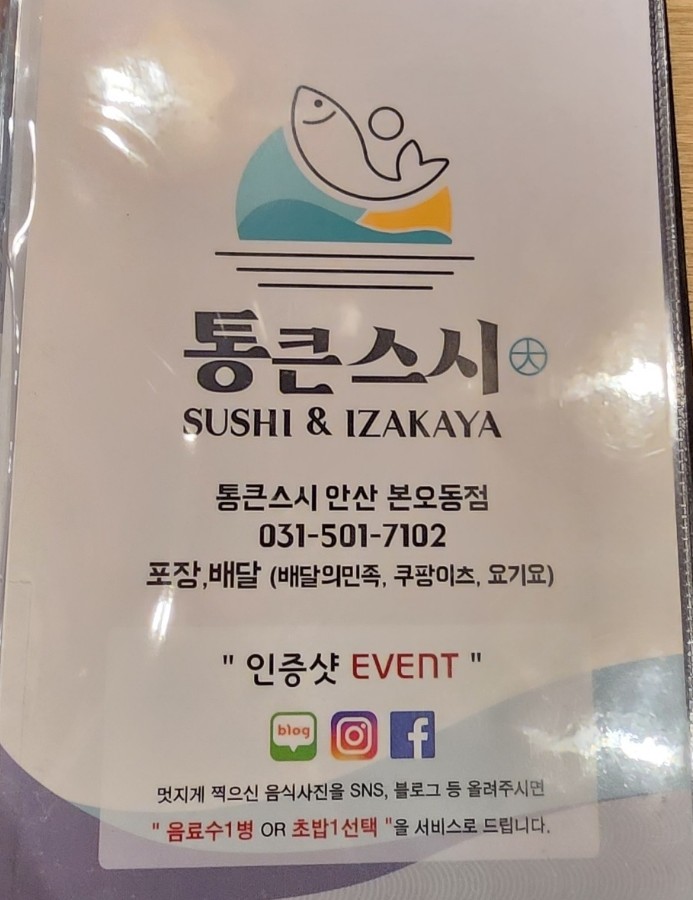 통큰스시 大
SUSHI & IZAKAYA
통큰스시 안산 본오동점
031-501-7102
포장,배달 (배달의민족, 쿠팡이츠, 요기요)
" 인증샷 EVENT "
blog
멋지게 찍으신 음식사진을 SNS, 블로그 등 올려주시면
" 음료수1병 OR 초밥1선택 "을 서비스로 드립니다.